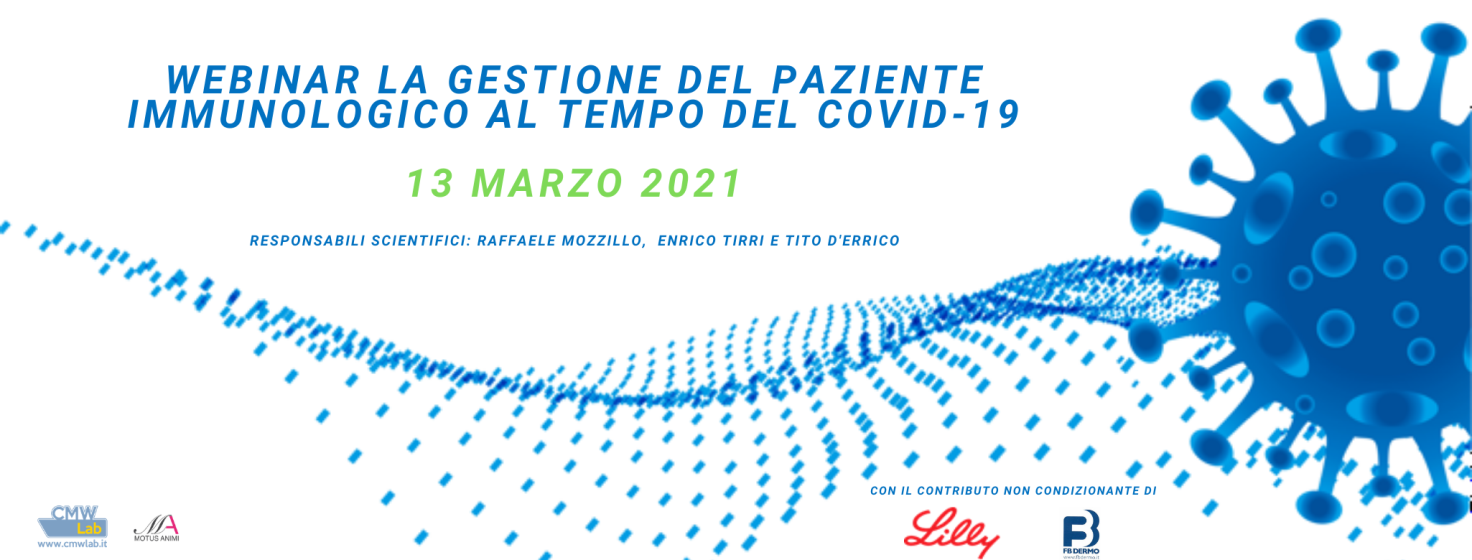 WEBINAR LA GESTIONE DEL PAZIENTE
IMMUNOLOGICO AL TEMPO DEL COVID-19
13 MARZO 2021
RESPONSABILI SCIENTIFICI: RAFFAELE MOZZILLO, ENRICO TIRRI E TITO D'ERRICO
CON IL CONTRIBUTO NON CONDIZIONANTE DI
CMW
Lab
www.cmwlab.it
MA
MOTUS ANIMI
Lilly
FB DERMO